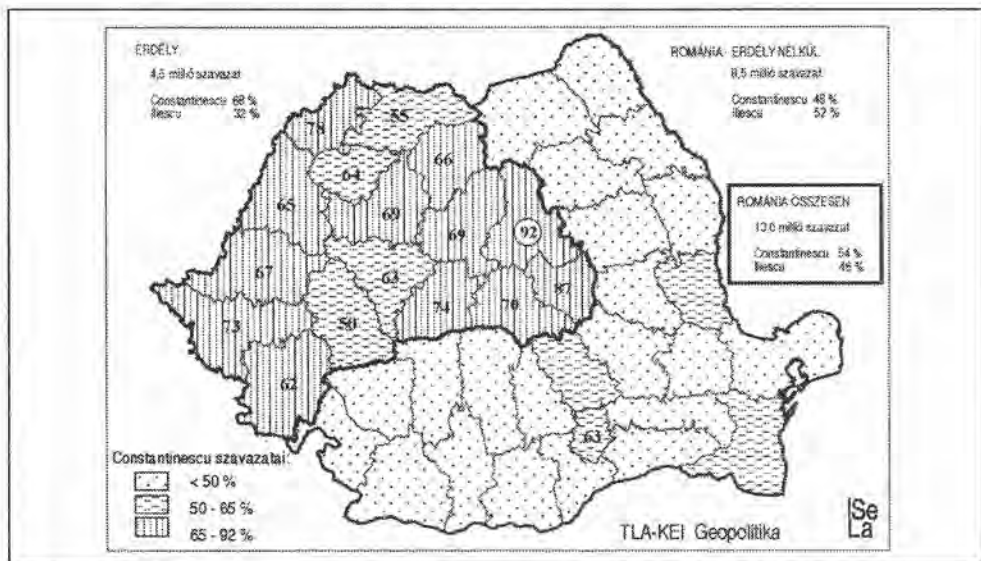 ERDÉLY
4,5 millió szavazat
Constantinescu 68 %
Iliescu 32 %
ROMÁNIA ERDÉLY NÉLKÜL
8,5 millió szavazat
Constantinescu 48 %
Iliescu 52 %
ROMÁNIA ÖSSZESEN
13,0 millió szavazat
Constantinescu 54 %
Iliescu 46 %
55
66
64
65
69
69
92
67
63
87
74
70
73
50
62
63
Constantinescu szavazatai:
< 50 %
50 - 65 %
65 - 92 %
TLA-KEI Geopolitika
Se
La